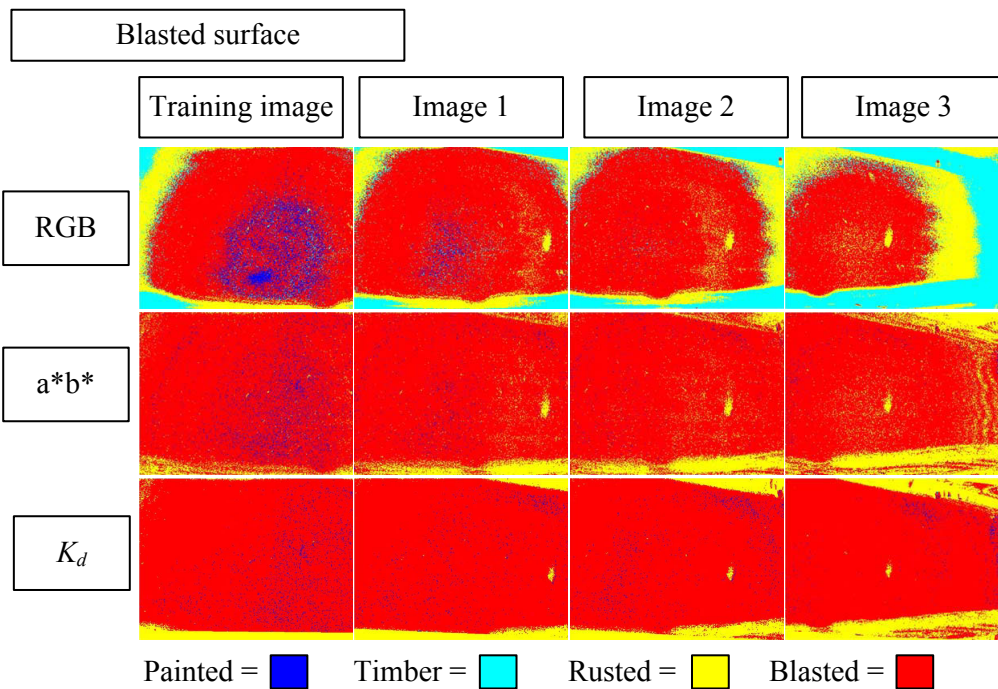 Blasted surface
Training image
Image 1
Image 2
Image 3
RGB
a*b*
K_d
Painted =
Timber =
Rusted =
Blasted =